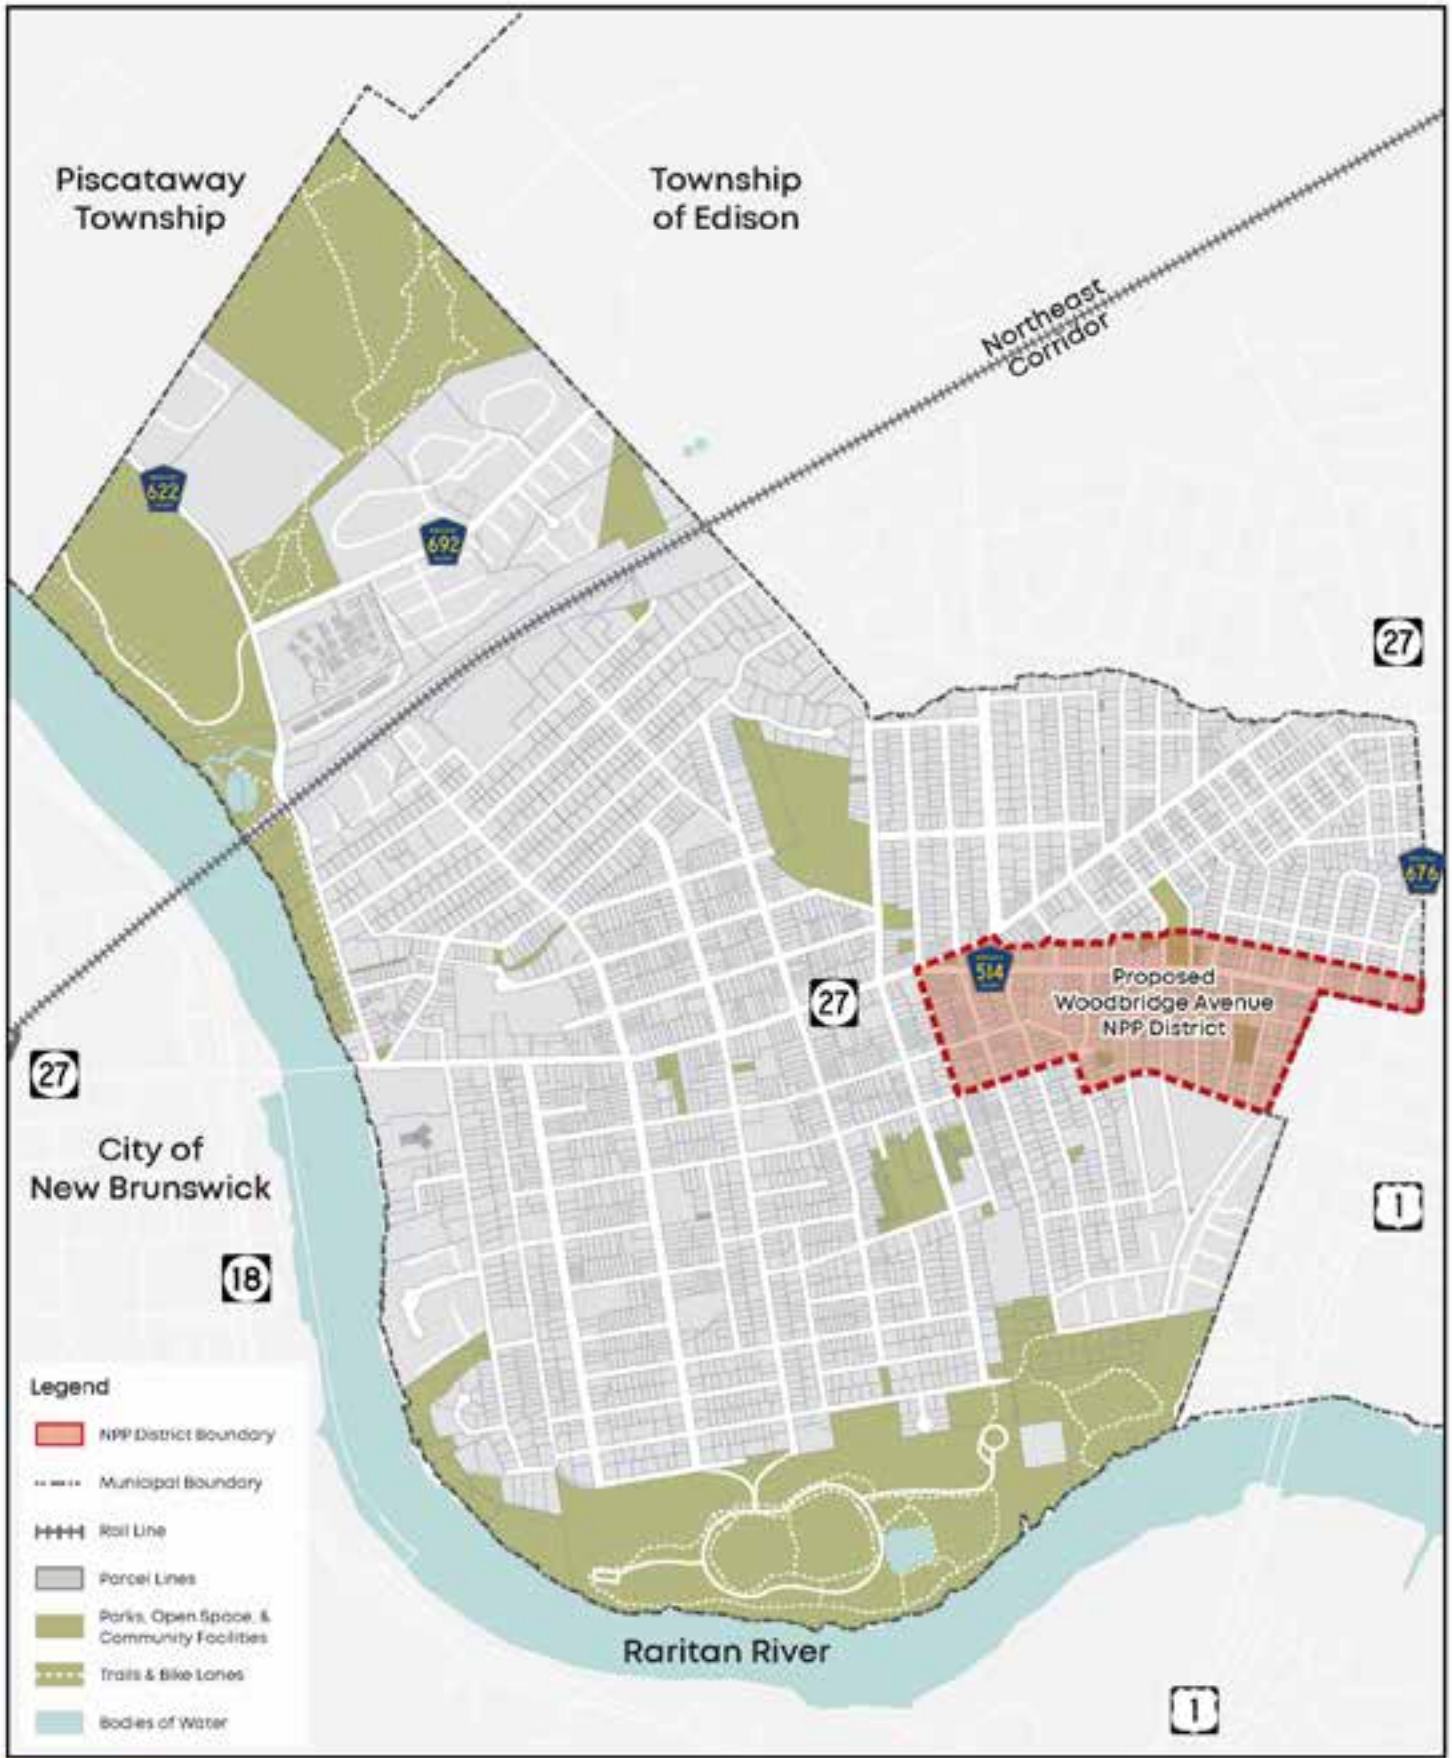 Piscataway
Township
Township
of Edison
Northeast
Corridor
622
692
27
676
514
Proposed
Woodbridge Avenue
NPP District
27
27
City of
New Brunswick
1
18
Legend
NPP District Boundary
Municipal Boundary
Rail Line
Parcel Lines
Parks, Open Space, &
Community Facilities
Trails & Bike Lanes
Bodies of Water
Raritan River
1